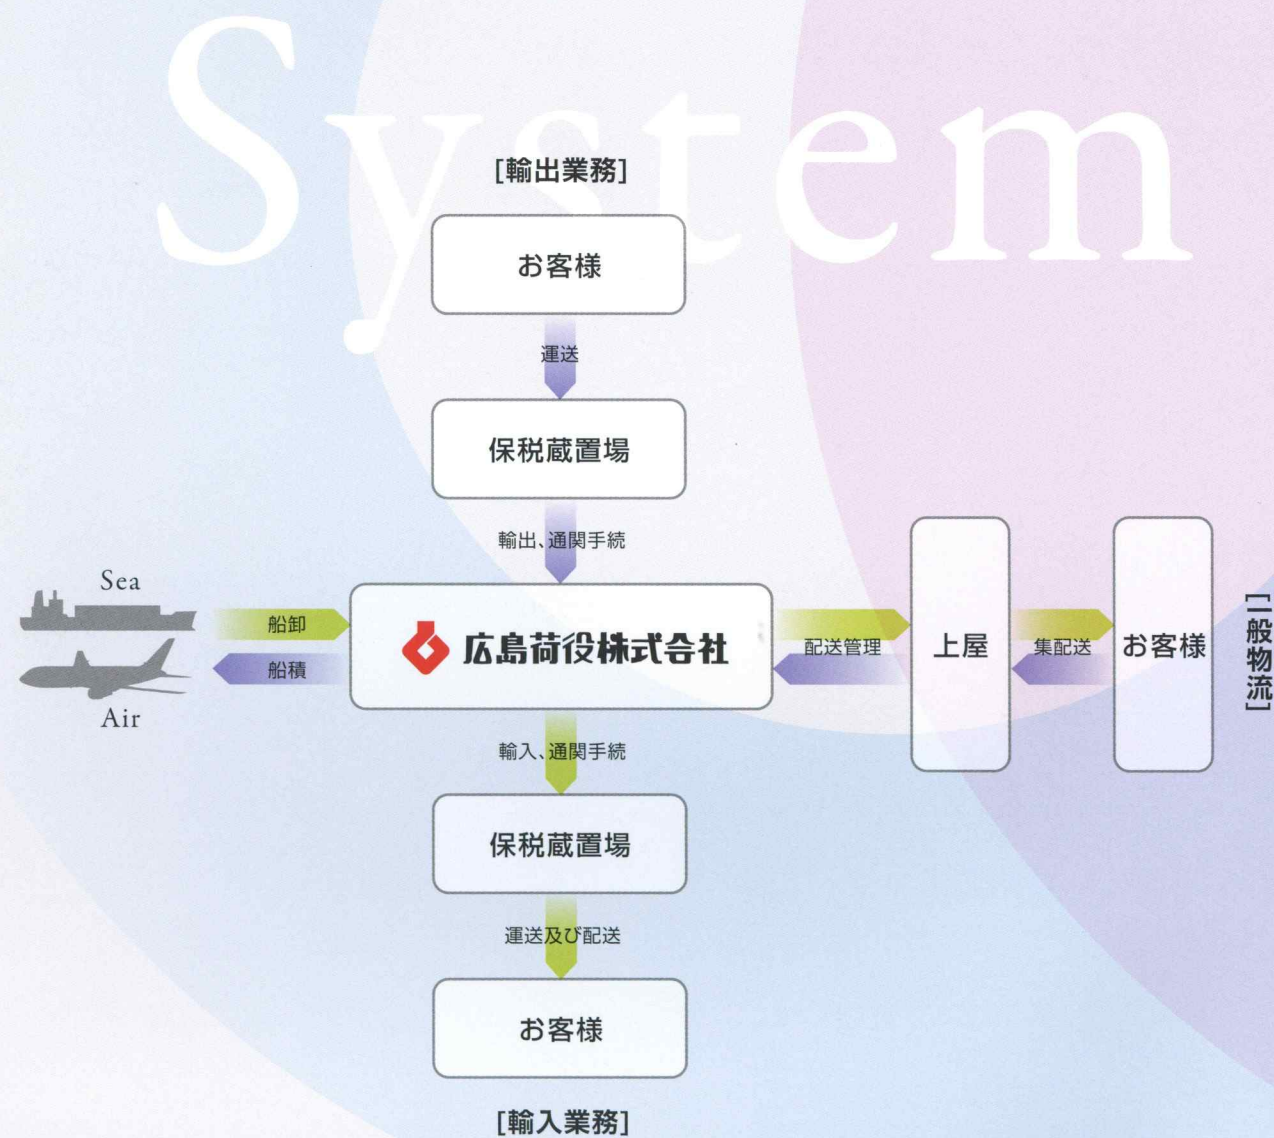 System
[輸出業務]
お客様
運送
保税蔵置場
輸出、通関手続
Sea
Air
船卸
船積
広島荷役株式会社
配送管理
上屋
集配送
お客様
[一般物流]
輸入、通関手続
保税蔵置場
運送及び配送
お客様
[輸入業務]